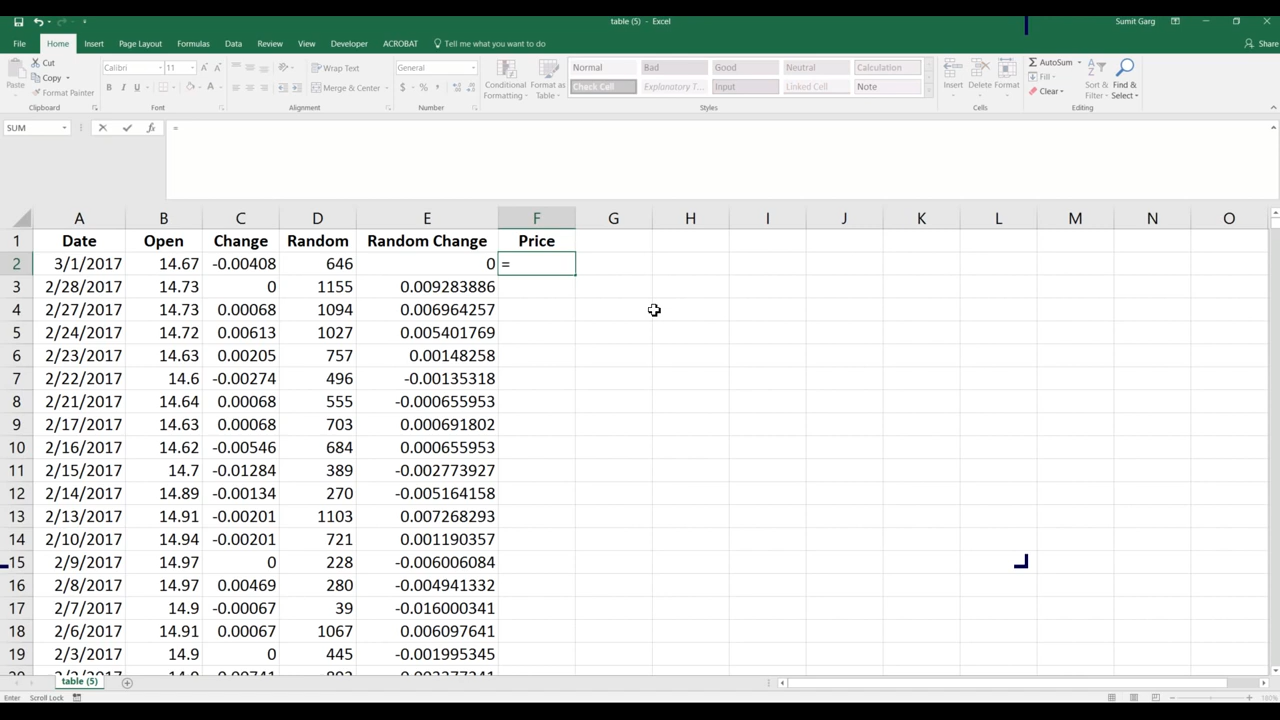 table (5) - Excel
Sumit Garg
File Home Insert Page Layout Formulas Data Review View Developer ACROBAT Tell me what you want to do Share
Cut
Copy
Format Painter
Paste
Clipboard
Calibri 11
B I U
Font
Wrap Text
Merge & Center
Alignment
General
$ % ,
Number
Conditional Formatting
Format as Table
Normal Bad Good Neutral Calculation
Check Cell Explanatory T... Input Linked Cell Note
Styles
Insert Delete Format
Cells
AutoSum
Fill
Clear
Sort & Filter
Find & Select
Editing
SUM fx =
A B C D E F G H I J K L M N O
1 Date Open Change Random Random Change Price
2 3/1/2017 14.67 -0.00408 646 0 =
3 2/28/2017 14.73 0 1155 0.009283886
4 2/27/2017 14.73 0.00068 1094 0.006964257
5 2/24/2017 14.72 0.00613 1027 0.005401769
6 2/23/2017 14.63 0.00205 757 0.00148258
7 2/22/2017 14.6 -0.00274 496 -0.00135318
8 2/21/2017 14.64 0.00068 555 -0.000655953
9 2/17/2017 14.63 0.00068 703 0.000691802
10 2/16/2017 14.62 -0.00546 684 0.000655953
11 2/15/2017 14.7 -0.01284 389 -0.002773927
12 2/14/2017 14.89 -0.00134 270 -0.005164158
13 2/13/2017 14.91 -0.00201 1103 0.007268293
14 2/10/2017 14.94 -0.00201 721 0.001190357
15 2/9/2017 14.97 0 228 -0.006006084
16 2/8/2017 14.97 0.00469 280 -0.004941332
17 2/7/2017 14.9 -0.00067 39 -0.016000341
18 2/6/2017 14.91 0.00067 1067 0.006097641
19 2/3/2017 14.9 0 445 -0.001995345
table (5)
Enter Scroll Lock 180%